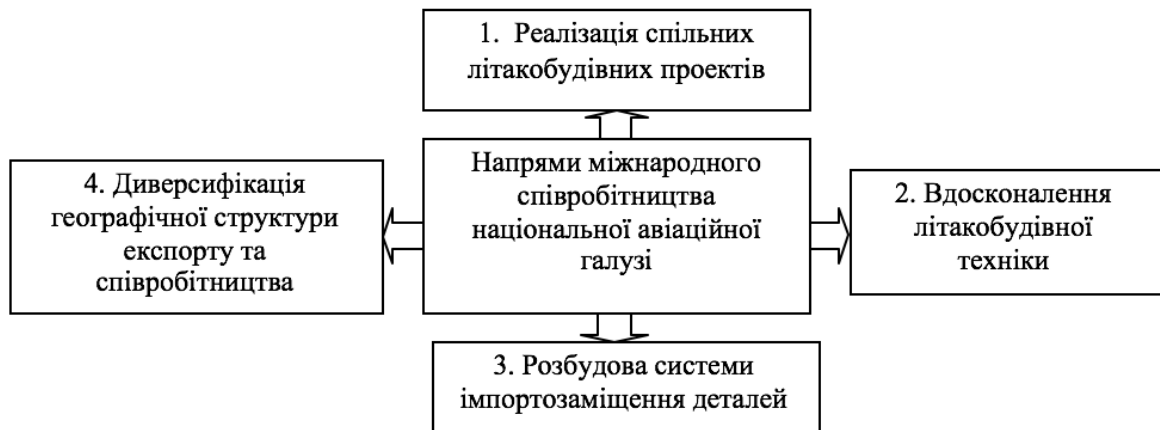 1. Реалізація спільних
літакобудівних проектів
Напрями міжнародного
співробітництва
національної авіаційної
галузі
4. Диверсифікація
географічної структури
експорту та
співробітництва
2. Вдосконалення
літакобудівної
техніки
3. Розбудова системи
імпортозаміщення деталей